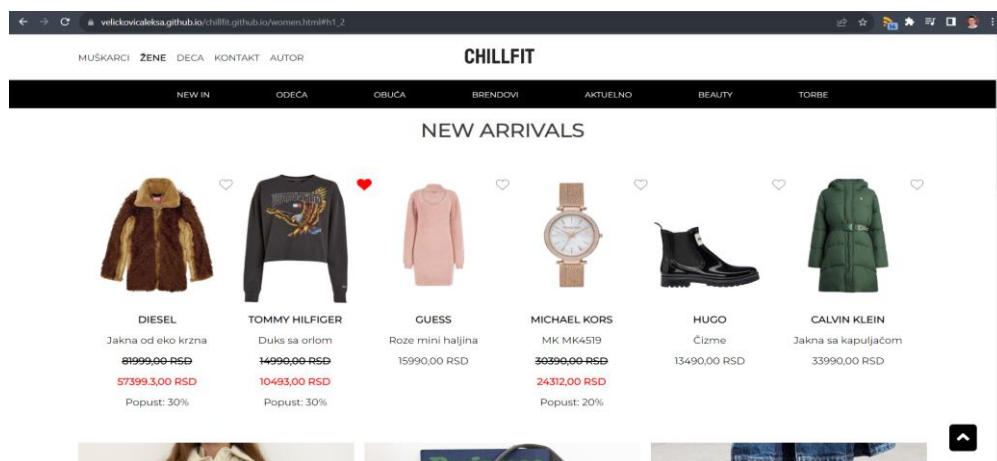 velickovicaleksa.github.io/chillfit.github.io/women.html#h1_2
MUŠKARCI ŽENE DECA KONTAKT AUTOR
CHILLFIT
NEW IN ODEĆA OBUĆA BRENDOVI AKTUELNO BEAUTY TORBE
NEW ARRIVALS
DIESEL TOMMY HILFIGER GUESS MICHAEL KORS HUGO CALVIN KLEIN
Jakna od eko krzna Duks sa orlom Roze mini haljina MK MK4519 Čizme Jakna sa kapuljačom
81999,00 RSD 14990,00 RSD 15990,00 RSD 30390,00 RSD 13490,00 RSD 33990,00 RSD
57399.3,00 RSD 10493,00 RSD 24312,00 RSD
Popust: 30% Popust: 30% Popust: 20%